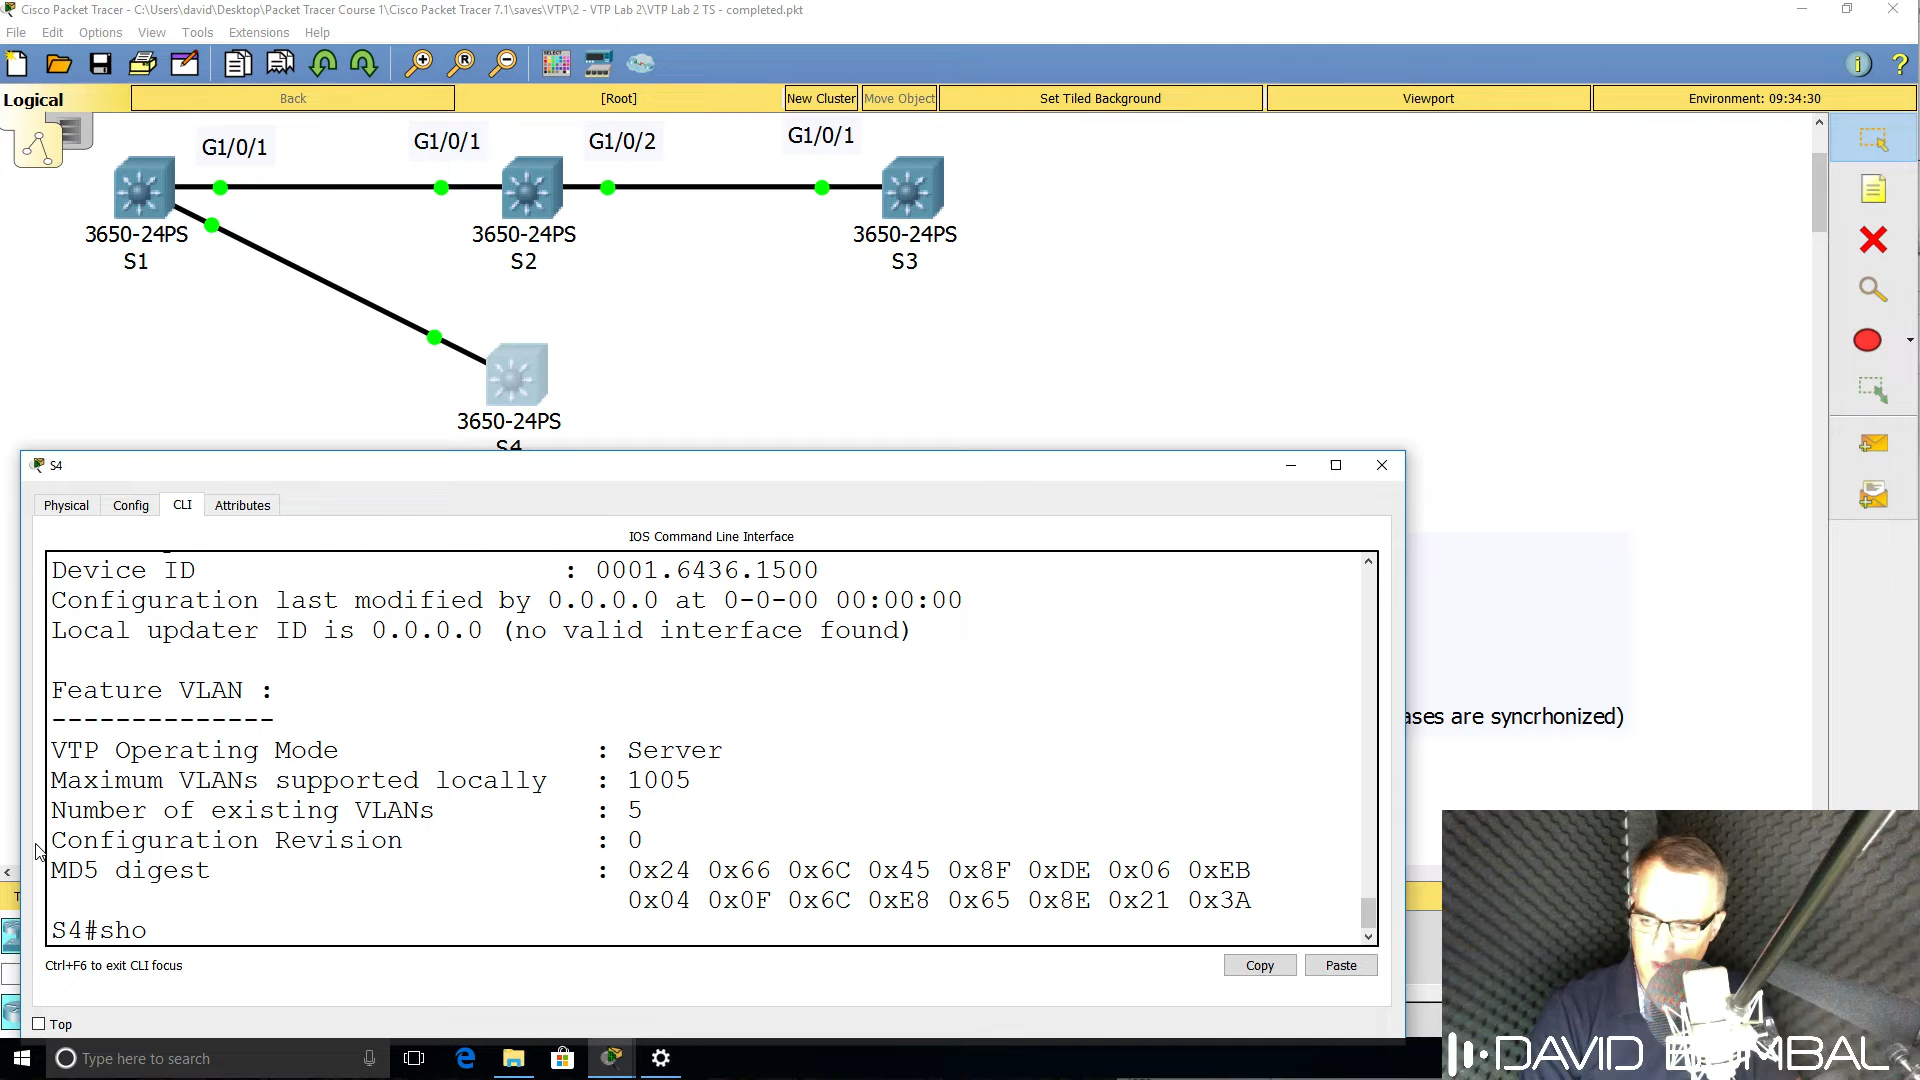 Cisco Packet Tracer - C:\Users\david\Desktop\Packet Tracer Course 1\Cisco Packet Tracer 7.1\saves\VTP\2 - VTP Lab 2\VTP Lab 2 TS - completed.pkt
File Edit Options View Tools Extensions Help
Logical Back [Root] New Cluster Move Object Set Tiled Background Viewport Environment: 09:34:30
G1/0/1 G1/0/1 G1/0/2 G1/0/1
3650-24PS 3650-24PS 3650-24PS
S1 S2 S3
3650-24PS
S4
S4
Physical Config CLI Attributes
IOS Command Line Interface
Device ID : 0001.6436.1500
Configuration last modified by 0.0.0.0 at 0-0-00 00:00:00
Local updater ID is 0.0.0.0 (no valid interface found)
Feature VLAN :
--------------
VTP Operating Mode : Server
Maximum VLANs supported locally : 1005
Number of existing VLANs : 5
Configuration Revision : 0
MD5 digest : 0x24 0x66 0x6C 0x45 0x8F 0xDE 0x06 0xEB
0x04 0x0F 0x6C 0xE8 0x65 0x8E 0x21 0x3A
S4#sho
Ctrl+F6 to exit CLI focus Copy Paste
Top
ases are syncrhonized)
Type here to search
DAVID BOMBAL